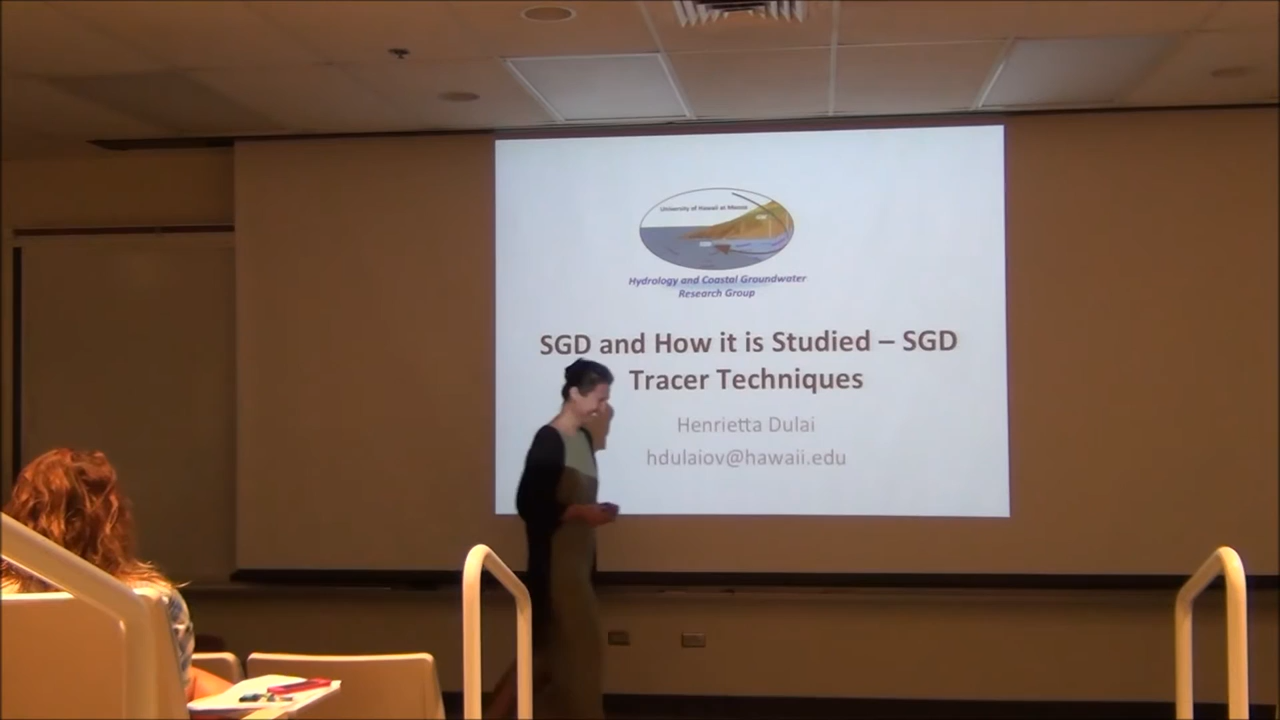 University of Hawaii at Manoa
Hydrology and Coastal Groundwater
Research Group
SGD and How it is Studied – SGD
Tracer Techniques
Henrietta Dulai
hdulaiov@hawaii.edu